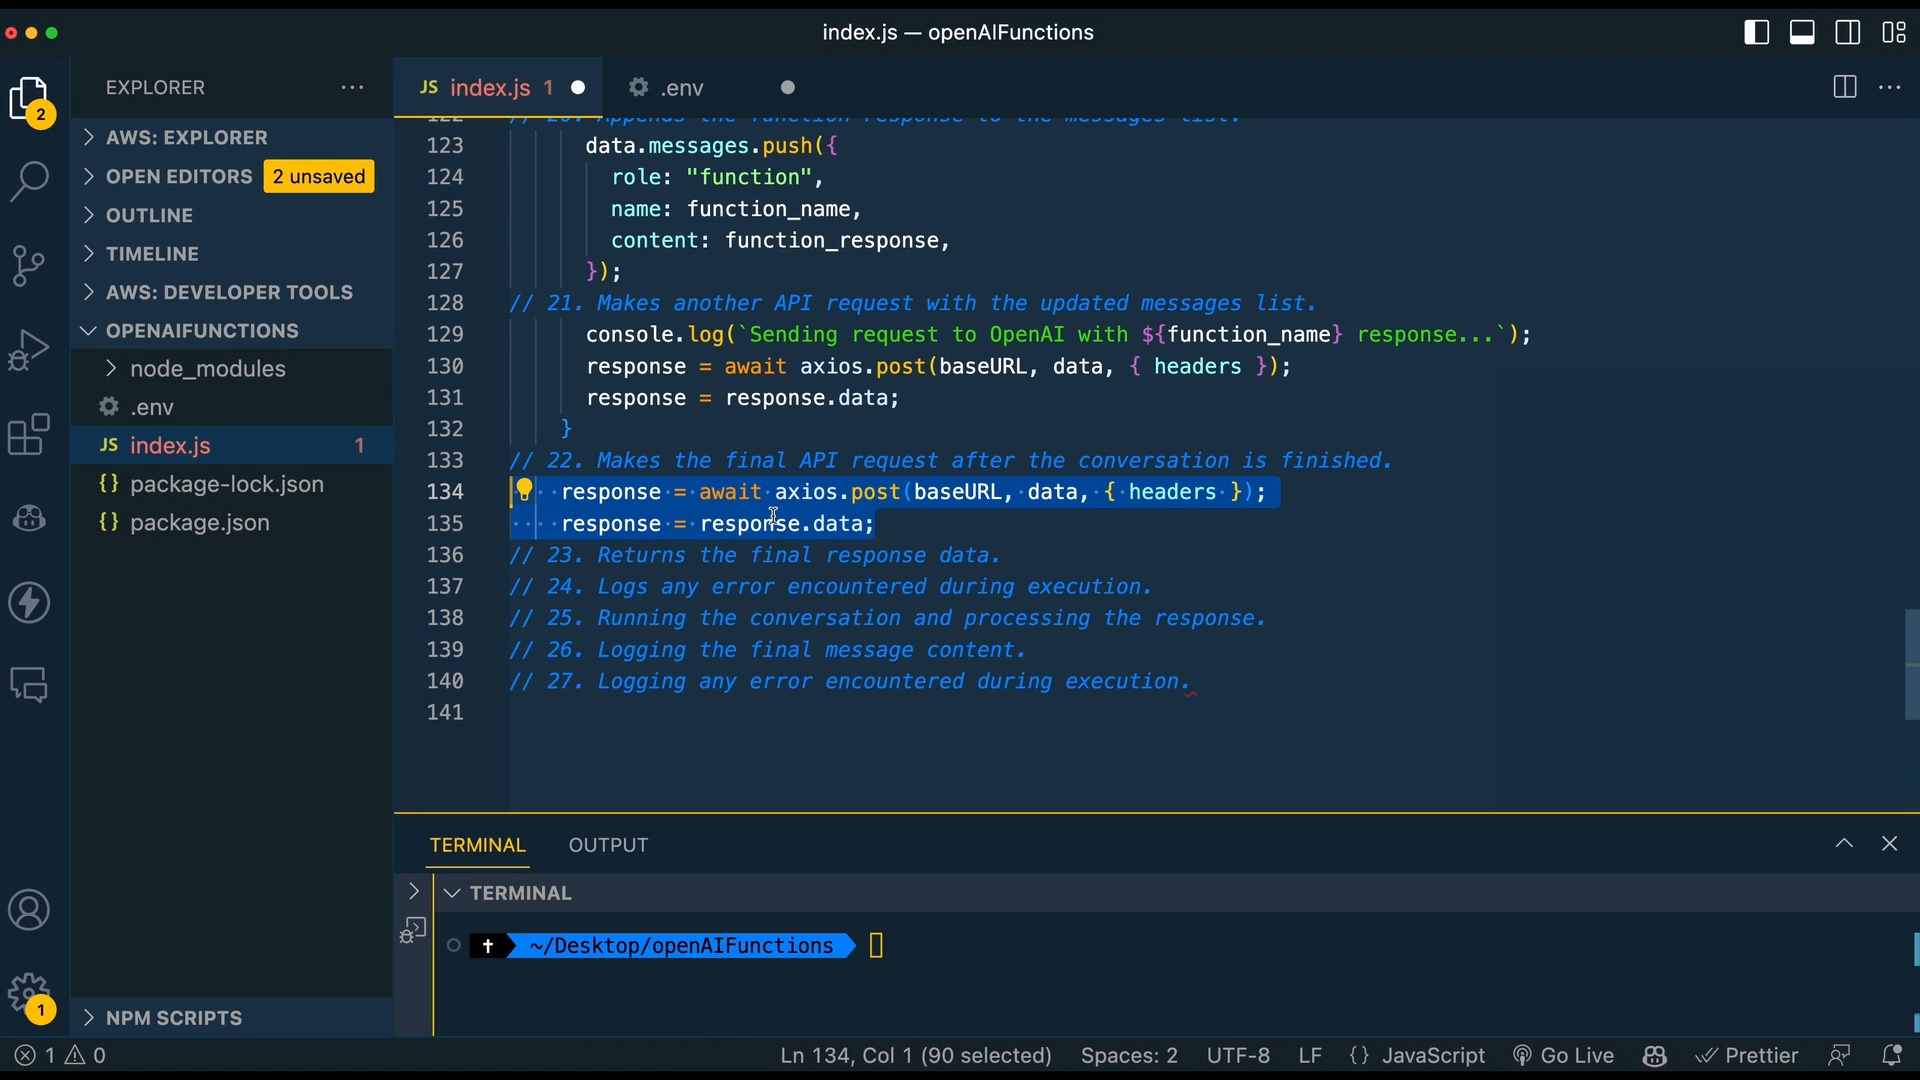 index.js — openAIFunctions
EXPLORER
2
AWS: EXPLORER
OPEN EDITORS 2 unsaved
OUTLINE
TIMELINE
AWS: DEVELOPER TOOLS
OPENAIFUNCTIONS
node_modules
.env
JS index.js 1
{} package-lock.json
{} package.json
NPM SCRIPTS
1
JS index.js 1
.env
122 // 20. Appends the function response to the messages list.
123 data.messages.push({
124 role: "function",
125 name: function_name,
126 content: function_response,
127 });
128 // 21. Makes another API request with the updated messages list.
129 console.log(`Sending request to OpenAI with ${function_name} response...`);
130 response = await axios.post(baseURL, data, { headers });
131 response = response.data;
132 }
133 // 22. Makes the final API request after the conversation is finished.
134 response = await axios.post(baseURL, data, { headers });
135 response = response.data;
136 // 23. Returns the final response data.
137 // 24. Logs any error encountered during execution.
138 // 25. Running the conversation and processing the response.
139 // 26. Logging the final message content.
140 // 27. Logging any error encountered during execution.
141
TERMINAL OUTPUT
TERMINAL
~/Desktop/openAIFunctions
1 0 Ln 134, Col 1 (90 selected) Spaces: 2 UTF-8 LF {} JavaScript Go Live Prettier